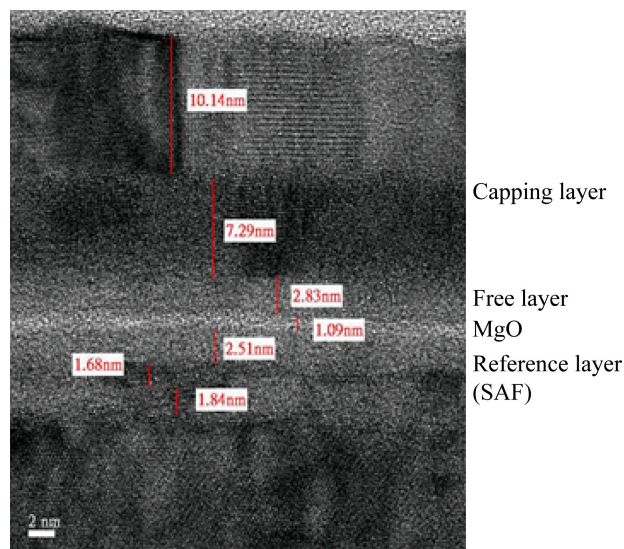 10.14nm
Capping layer
7.29nm
2.83nm
Free layer
1.09nm
MgO
2.51nm
1.68nm
Reference layer
(SAF)
1.84nm
2 nm